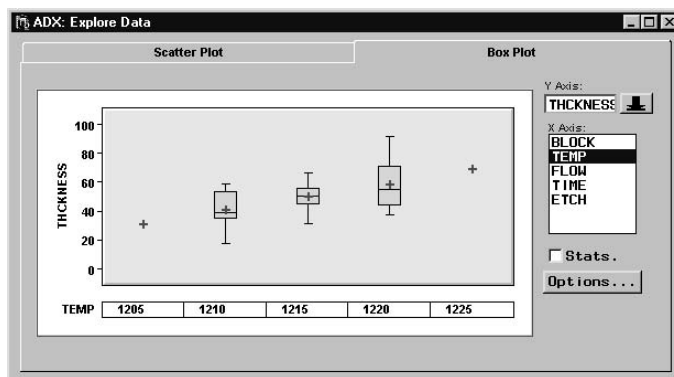 ADX: Explore Data
Scatter Plot
Box Plot
THCKNESS
100
80
60
40
20
0
TEMP 1205 1210 1215 1220 1225
Y Axis:
THCKNESS
X Axis:
BLOCK
TEMP
FLOW
TIME
ETCH
Stats.
Options...